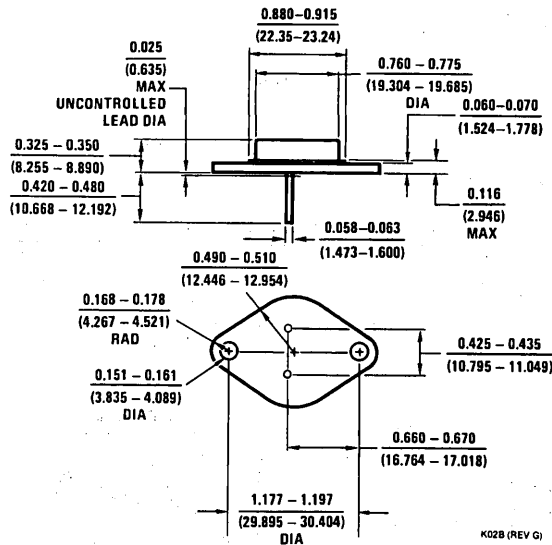 0.880–0.915
(22.35–23.24)
0.025
(0.635)
MAX
UNCONTROLLED
LEAD DIA
0.760 – 0.775
(19.304 – 19.685)
DIA
0.060–0.070
(1.524–1.778)
0.325 – 0.350
(8.255 – 8.890)
0.420 – 0.480
(10.668 – 12.192)
0.116
(2.946)
MAX
0.058–0.063
(1.473–1.600)
0.490 – 0.510
(12.446 – 12.954)
0.168 – 0.178
(4.267 – 4.521)
RAD
0.425 – 0.435
(10.795 – 11.049)
0.151 – 0.161
(3.835 – 4.089)
DIA
0.660 – 0.670
(16.764 – 17.018)
1.177 – 1.197
(29.895 – 30.404)
DIA
K02B (REV G)